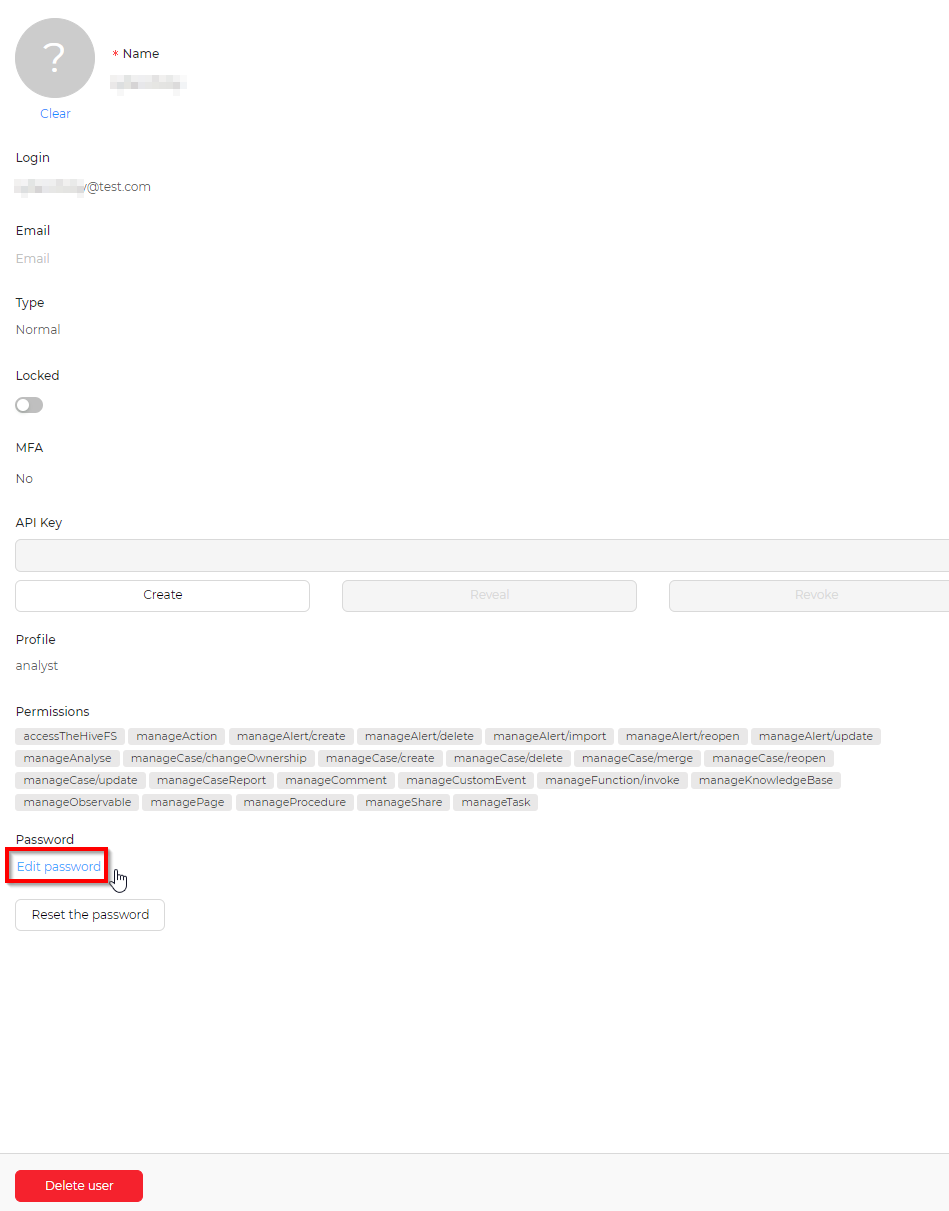 ?
* Name
Clear
Login
@test.com
Email
Email
Type
Normal
Locked
MFA
No
API Key
Create Reveal Revoke
Profile
analyst
Permissions
accessTheHiveFS manageAction manageAlert/create manageAlert/delete manageAlert/import manageAlert/reopen manageAlert/update
manageAnalyse manageCase/changeOwnership manageCase/create manageCase/delete manageCase/merge manageCase/reopen
manageCase/update manageCaseReport manageComment manageCustomEvent manageFunction/invoke manageKnowledgeBase
manageObservable managePage manageProcedure manageShare manageTask
Password
Edit password
Reset the password
Delete user